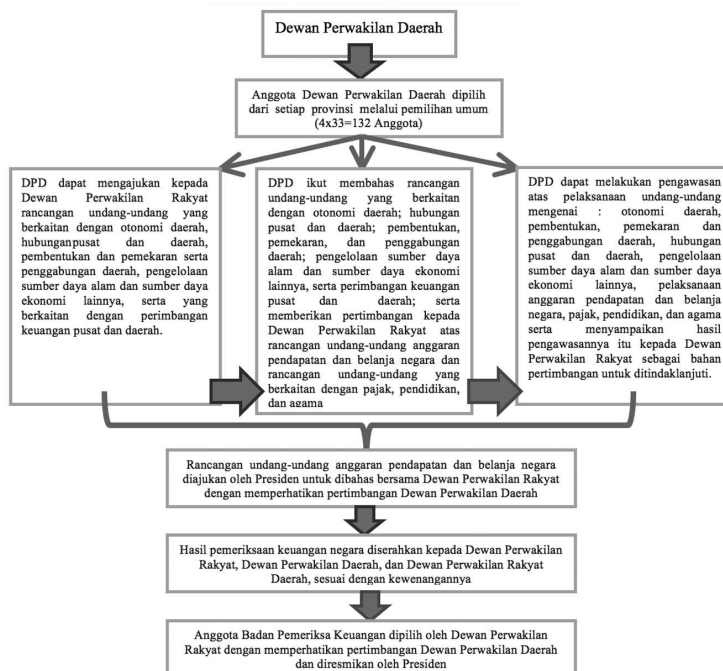 Dewan Perwakilan Daerah
Anggota Dewan Perwakilan Daerah dipilih
dari setiap provinsi melalui pemilihan umum
(4x33=132 Anggota)
DPD dapat mengajukan kepada
Dewan Perwakilan Rakyat
rancangan undang-undang yang
berkaitan dengan otonomi daerah,
hubunganpusat dan daerah,
pembentukan dan pemekaran serta
penggabungan daerah, pengelolaan
sumber daya alam dan sumber daya
ekonomi lainnya, serta yang
berkaitan dengan perimbangan
keuangan pusat dan daerah.
DPD ikut membahas rancangan
undang-undang yang berkaitan
dengan otonomi daerah; hubungan
pusat dan daerah; pembentukan,
pemekaran, dan penggabungan
daerah; pengelolaan sumber daya
alam dan sumber daya ekonomi
lainnya, serta perimbangan keuangan
pusat dan daerah; serta
memberikan pertimbangan kepada
Dewan Perwakilan Rakyat atas
rancangan undang-undang anggaran
pendapatan dan belanja negara dan
rancangan undang-undang yang
berkaitan dengan pajak, pendidikan,
dan agama
DPD dapat melakukan pengawasan
atas pelaksanaan undang-undang
mengenai : otonomi daerah,
pembentukan, pemekaran dan
penggabungan daerah, hubungan
pusat dan daerah, pengelolaan
sumber daya alam dan sumber daya
ekonomi lainnya, pelaksanaan
anggaran pendapatan dan belanja
negara, pajak, pendidikan, dan agama
serta menyampaikan hasil
pengawasannya itu kepada Dewan
Perwakilan Rakyat sebagai bahan
pertimbangan untuk ditindaklanjuti.
Rancangan undang-undang anggaran pendapatan dan belanja negara
diajukan oleh Presiden untuk dibahas bersama Dewan Perwakilan Rakyat
dengan memperhatikan pertimbangan Dewan Perwakilan Daerah
Hasil pemeriksaan keuangan negara diserahkan kepada Dewan Perwakilan
Rakyat, Dewan Perwakilan Daerah, dan Dewan Perwakilan Rakyat
Daerah, sesuai dengan kewenangannya
Anggota Badan Pemeriksa Keuangan dipilih oleh Dewan Perwakilan
Rakyat dengan memperhatikan pertimbangan Dewan Perwakilan Daerah
dan diresmikan oleh Presiden